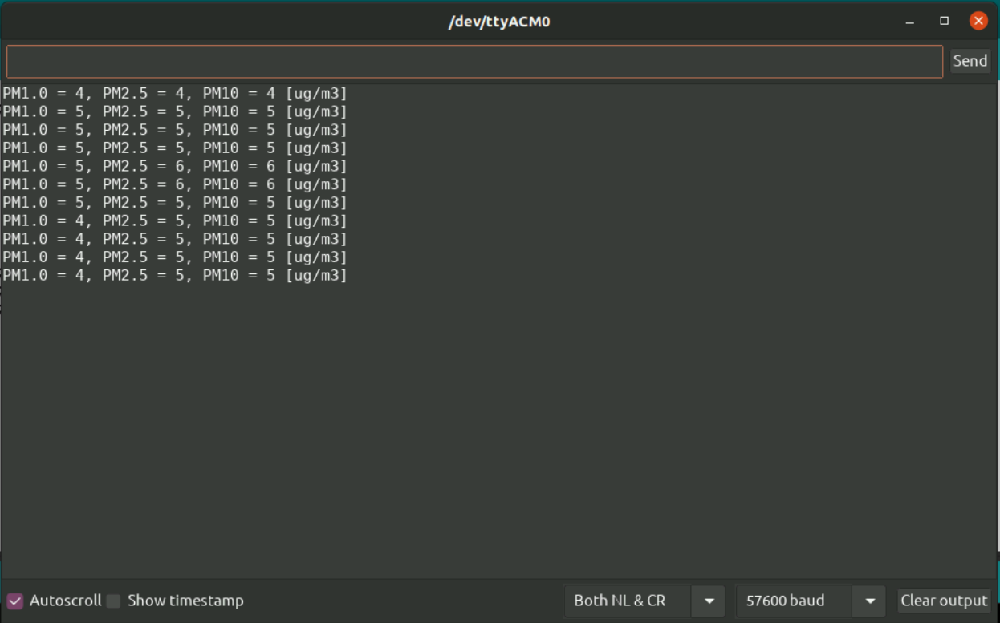 /dev/ttyACM0
Send
PM1.0 = 4, PM2.5 = 4, PM10 = 4 [ug/m3]
PM1.0 = 5, PM2.5 = 5, PM10 = 5 [ug/m3]
PM1.0 = 5, PM2.5 = 5, PM10 = 5 [ug/m3]
PM1.0 = 5, PM2.5 = 5, PM10 = 5 [ug/m3]
PM1.0 = 5, PM2.5 = 6, PM10 = 6 [ug/m3]
PM1.0 = 5, PM2.5 = 6, PM10 = 6 [ug/m3]
PM1.0 = 5, PM2.5 = 5, PM10 = 5 [ug/m3]
PM1.0 = 4, PM2.5 = 5, PM10 = 5 [ug/m3]
PM1.0 = 4, PM2.5 = 5, PM10 = 5 [ug/m3]
PM1.0 = 4, PM2.5 = 5, PM10 = 5 [ug/m3]
PM1.0 = 4, PM2.5 = 5, PM10 = 5 [ug/m3]
Autoscroll Show timestamp Both NL & CR 57600 baud Clear output